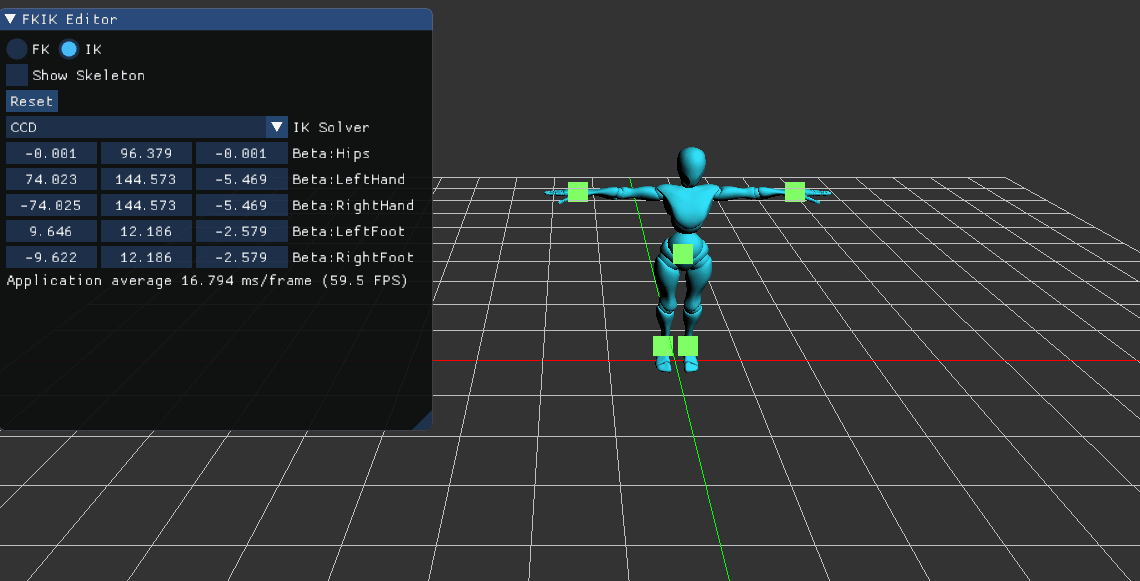 FKIK Editor
FK IK
Show Skeleton
Reset
CCD IK Solver
-0.001 96.379 -0.001 Beta:Hips
74.023 144.573 -5.469 Beta:LeftHand
-74.025 144.573 -5.469 Beta:RightHand
9.646 12.186 -2.579 Beta:LeftFoot
-9.622 12.186 -2.579 Beta:RightFoot
Application average 16.794 ms/frame (59.5 FPS)